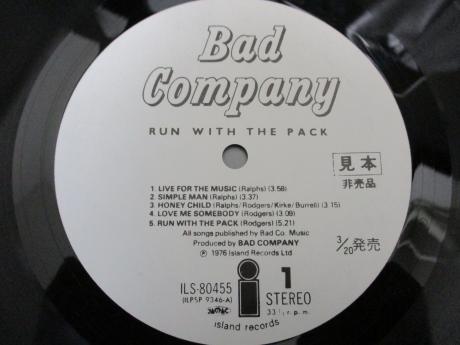 Bad
Company
RUN WITH THE PACK
見本
非売品
1. LIVE FOR THE MUSIC (Ralphs) (3.58)
2. SIMPLE MAN (Ralphs) (3.37)
3. HONEY CHILD (Ralphs/Rodgers/Kirke/Burrell) (3.15)
4. LOVE ME SOMEBODY (Rodgers) (3.09)
5. RUN WITH THE PACK (Rodgers) (5.21)
All songs published by Bad Co. Music
Produced by BAD COMPANY
Ⓟ 1976 Island Records Ltd
3/20発売
ILS-80455
(ILPSP 9346-A)
i
1
STEREO
33 1/3 r.p.m.
island records